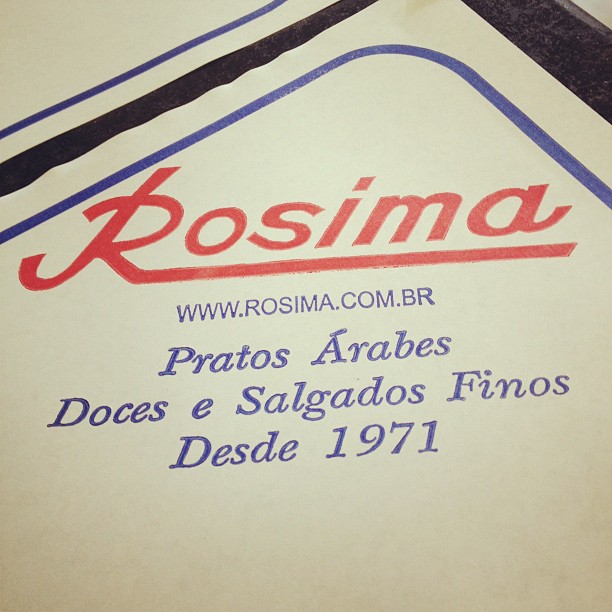 Rosima
WWW.ROSIMA.COM.BR
Pratos Árabes
Doces e Salgados Finos
Desde 1971